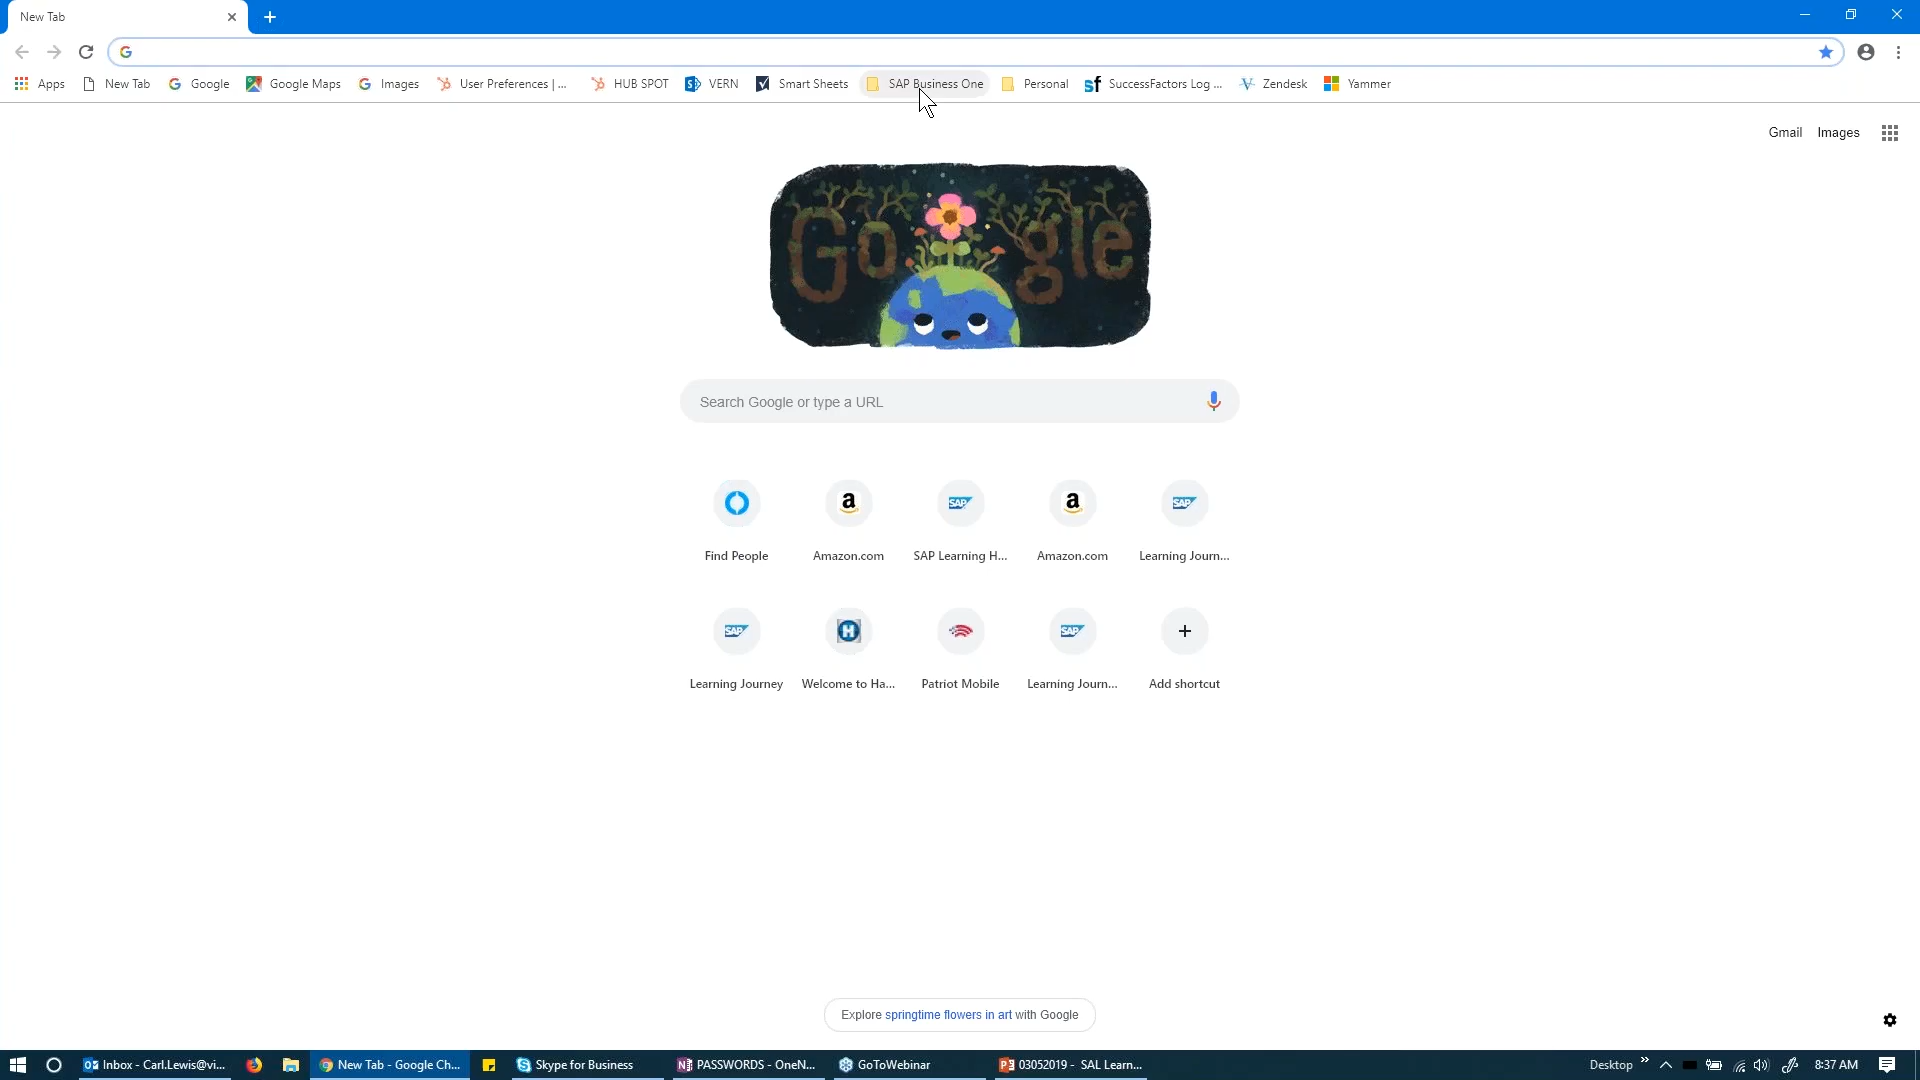 New Tab
Apps New Tab Google Google Maps Images User Preferences | ... HUB SPOT VERN Smart Sheets SAP Business One Personal SuccessFactors Log ... Zendesk Yammer
Gmail Images
Google
Search Google or type a URL
Find People Amazon.com SAP Learning H... Amazon.com Learning Journ...
Learning Journey Welcome to Ha... Patriot Mobile Learning Journ... Add shortcut
Explore springtime flowers in art with Google
Inbox - Carl.Lewis@vi... New Tab - Google Ch... Skype for Business PASSWORDS - OneN... GoToWebinar 03052019 - SAL Learn... Desktop 8:37 AM